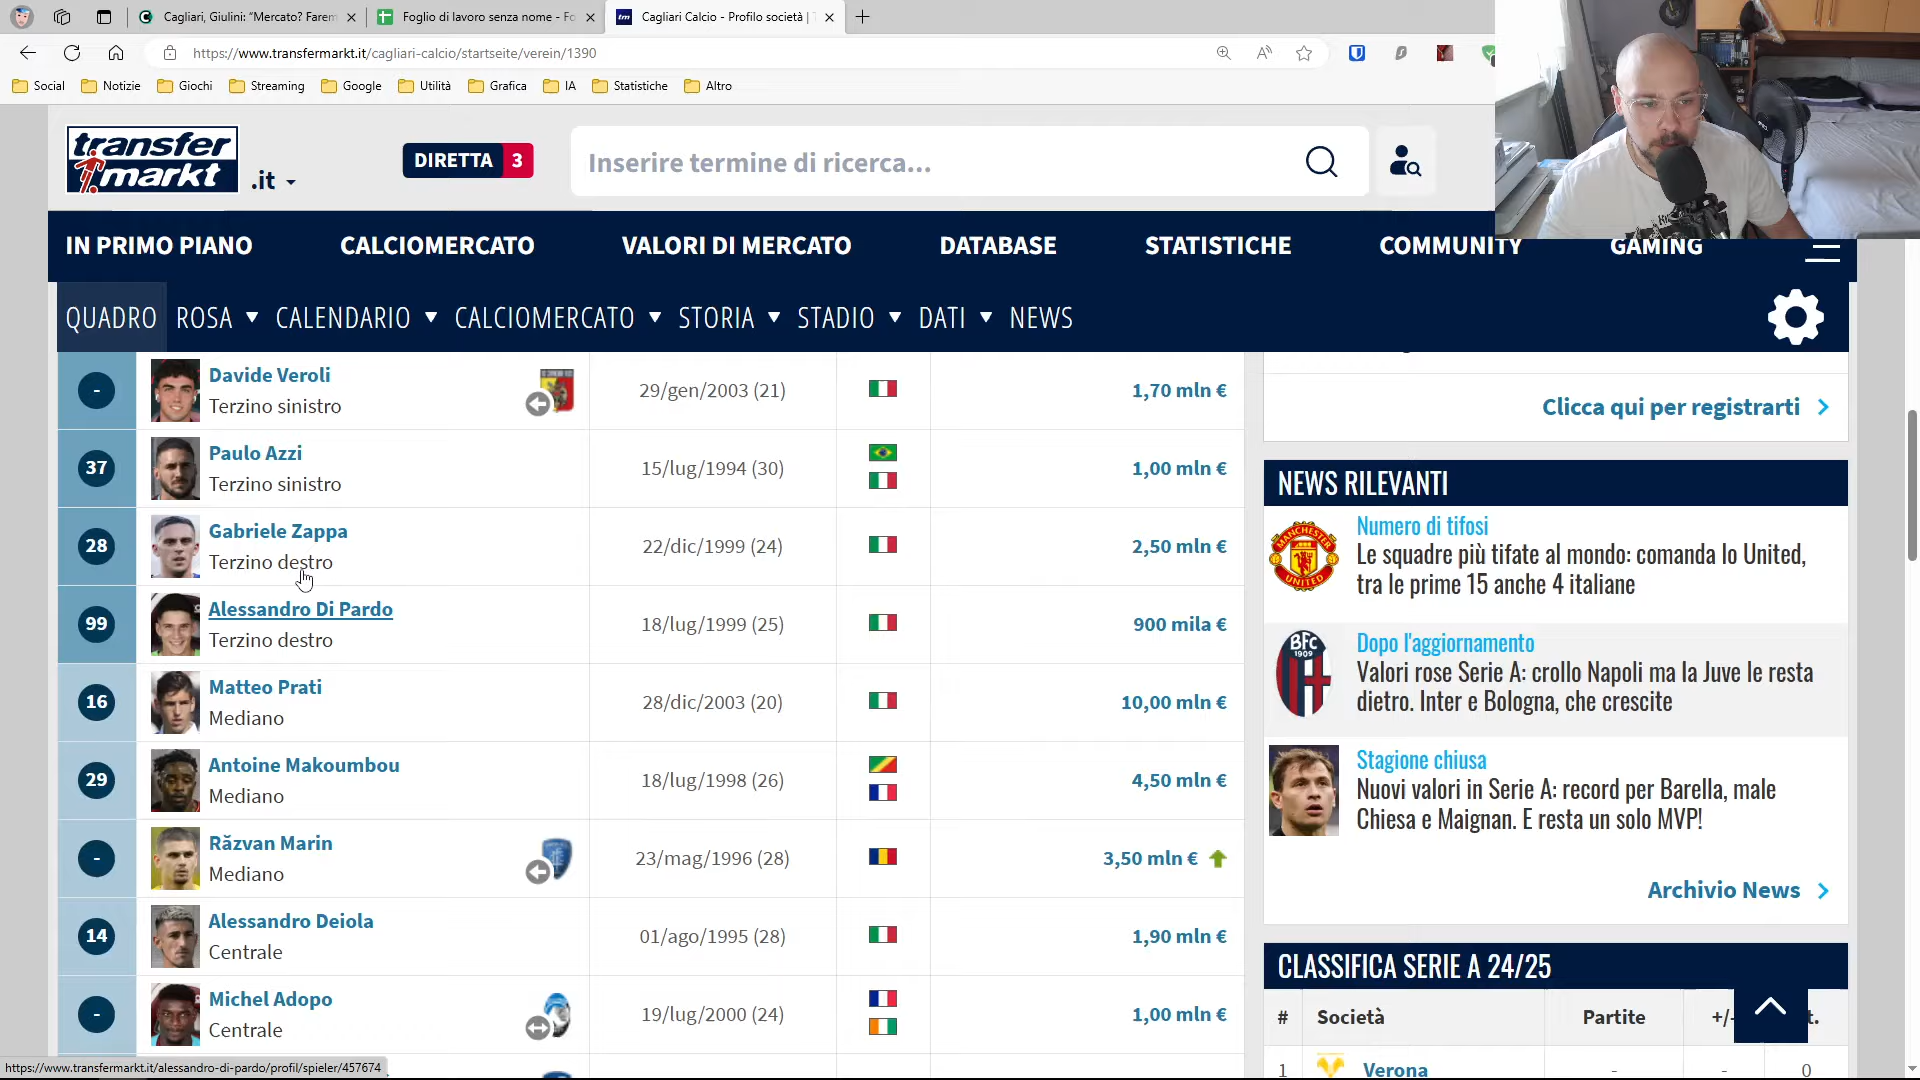 Cagliari, Giulini: “Mercato? Farem
Foglio di lavoro senza nome - Fo
tm
Cagliari Calcio - Profilo società |
https://www.transfermarkt.it/cagliari-calcio/startseite/verein/1390
Social
Notizie
Giochi
Streaming
Google
Utilità
Grafica
IA
Statistiche
Altro
transfer
markt
.it
DIRETTA 3
Inserire termine di ricerca...
IN PRIMO PIANO
CALCIOMERCATO
VALORI DI MERCATO
DATABASE
STATISTICHE
COMMUNITY
GAMING
QUADRO
ROSA
CALENDARIO
CALCIOMERCATO
STORIA
STADIO
DATI
NEWS
- Davide Veroli 29/gen/2003 (21) 1,70 mln €
Terzino sinistro
37 Paulo Azzi 15/lug/1994 (30) 1,00 mln €
Terzino sinistro
28 Gabriele Zappa 22/dic/1999 (24) 2,50 mln €
Terzino destro
99 Alessandro Di Pardo 18/lug/1999 (25) 900 mila €
Terzino destro
16 Matteo Prati 28/dic/2003 (20) 10,00 mln €
Mediano
29 Antoine Makoumbou 18/lug/1998 (26) 4,50 mln €
Mediano
- Răzvan Marin 23/mag/1996 (28) 3,50 mln €
Mediano
14 Alessandro Deiola 01/ago/1995 (28) 1,90 mln €
Centrale
- Michel Adopo 19/lug/2000 (24) 1,00 mln €
Centrale
Clicca qui per registrarti
NEWS RILEVANTI
Numero di tifosi
Le squadre più tifate al mondo: comanda lo United,
tra le prime 15 anche 4 italiane
BFC
1909
Dopo l'aggiornamento
Valori rose Serie A: crollo Napoli ma la Juve le resta
dietro. Inter e Bologna, che crescite
Stagione chiusa
Nuovi valori in Serie A: record per Barella, male
Chiesa e Maignan. E resta un solo MVP!
Archivio News
CLASSIFICA SERIE A 24/25
# Società Partite +/- t.
1 Verona - - 0
https://www.transfermarkt.it/alessandro-di-pardo/profil/spieler/457674